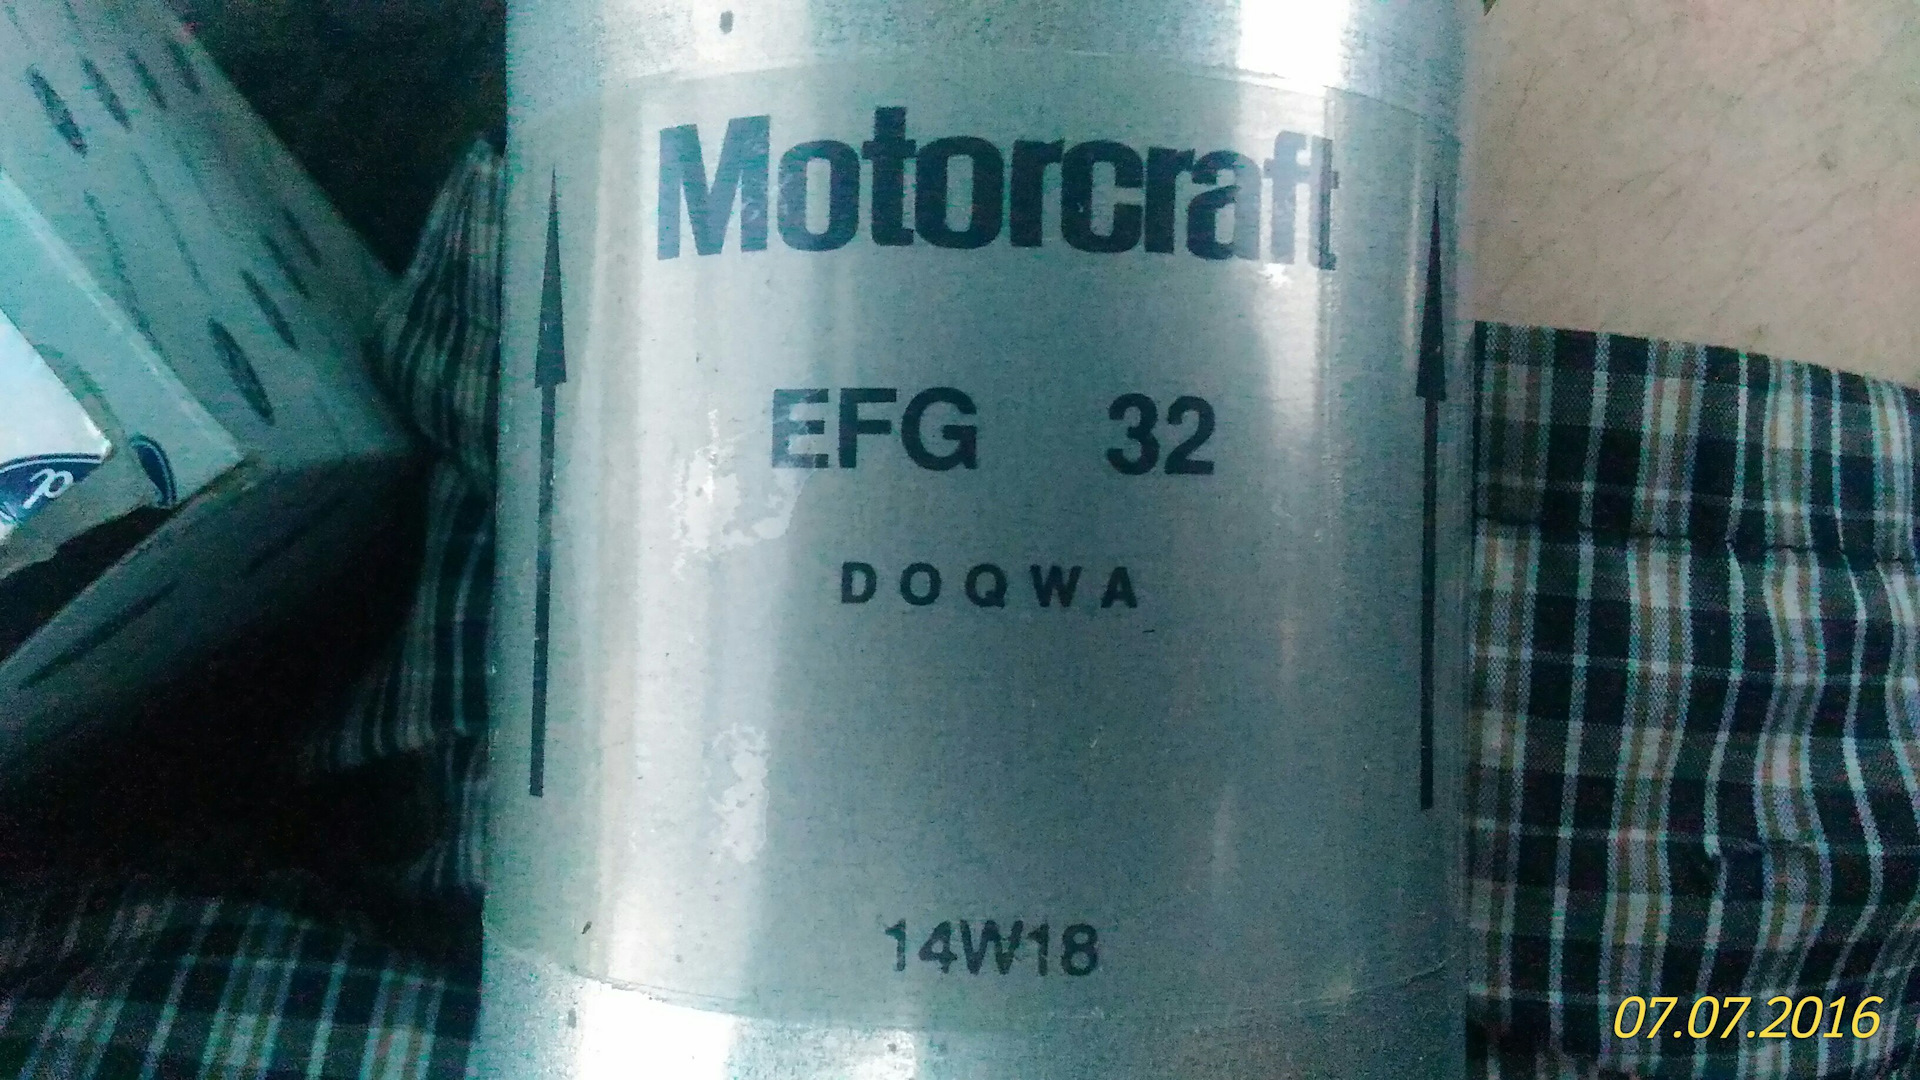 Motorcraft
EFG 32
DOQWA
14W18
07.07.2016